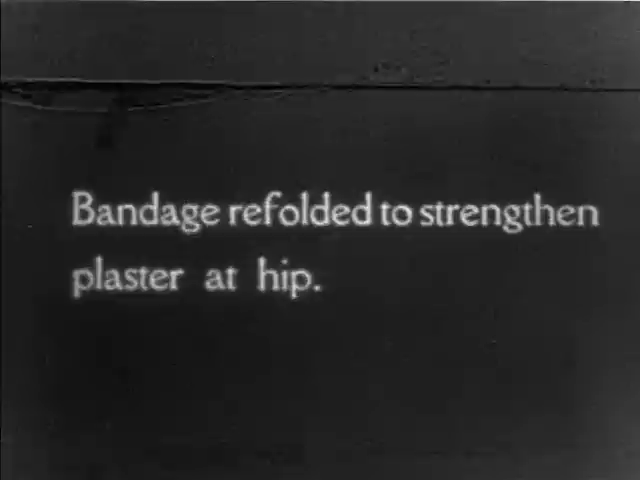 Bandage refolded to strengthen
plaster at hip.